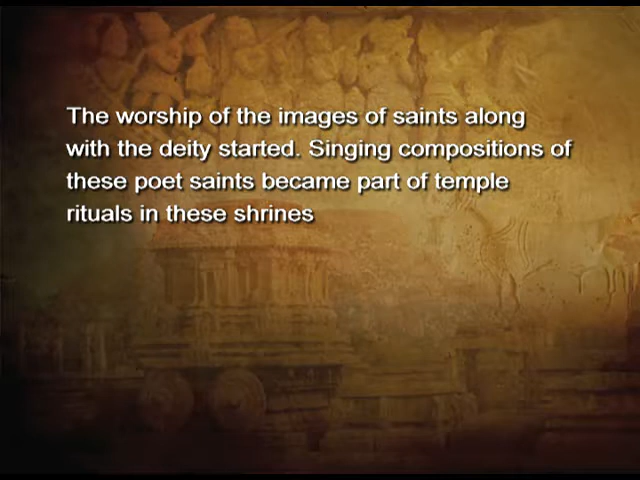 The worship of the images of saints along
with the deity started. Singing compositions of
these poet saints became part of temple
rituals in these shrines